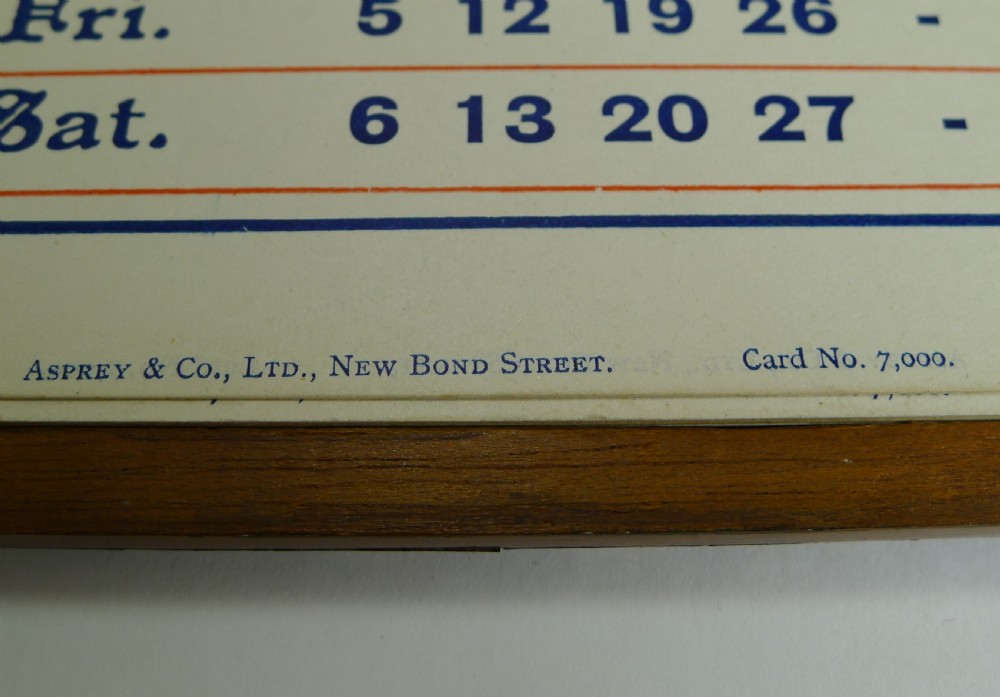 Fri. 5 12 19 26 -
Sat. 6 13 20 27 -
Asprey & Co., Ltd., New Bond Street. Card No. 7,000.